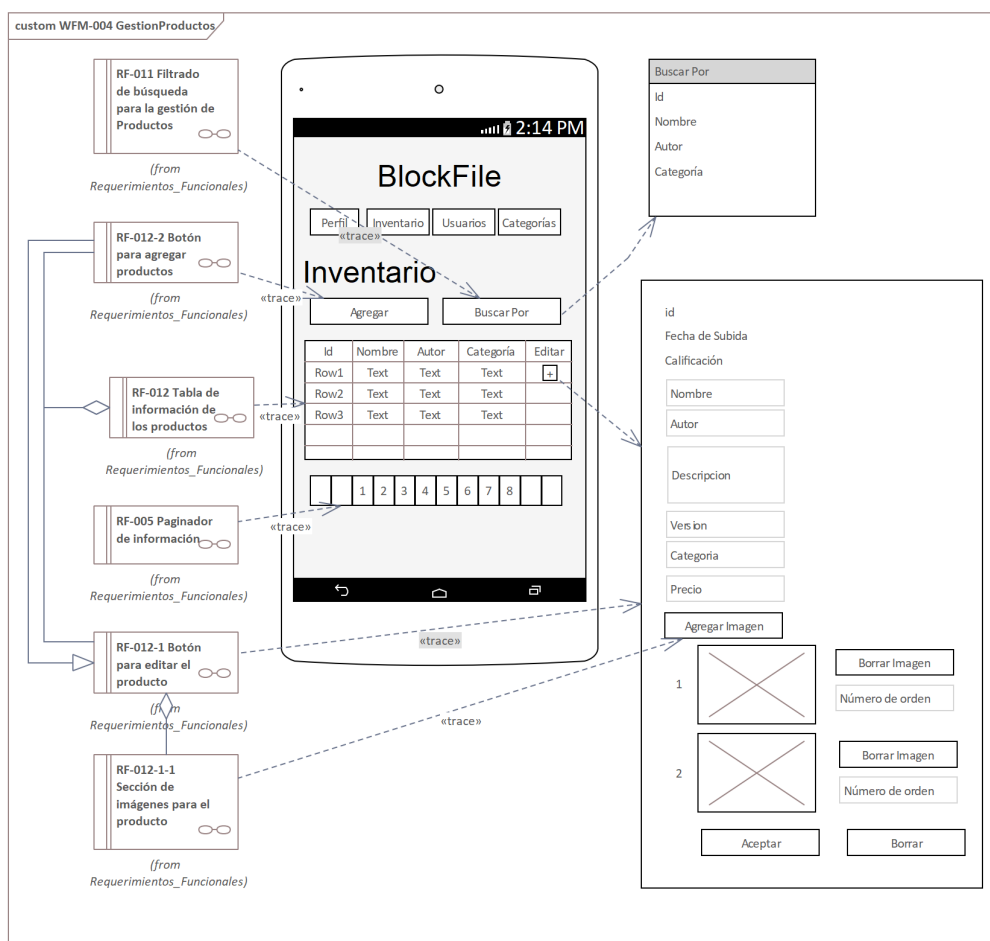 custom WFM-004 GestionProductos
RF-011 Filtrado
de búsqueda
para la gestión de
Productos
(from
Requerimientos_Funcionales)
RF-012-2 Botón
para agregar
productos
(from
Requerimientos_Funcionales)
RF-012 Tabla de
información de
los productos
(from
Requerimientos_Funcionales)
RF-005 Paginador
de información
(from
Requerimientos_Funcionales)
RF-012-1 Botón
para editar el
producto
(from
Requerimientos_Funcionales)
RF-012-1-1
Sección de
imágenes para el
producto
(from
Requerimientos_Funcionales)
«trace»
«trace»
«trace»
«trace»
«trace»
«trace»
2:14 PM
BlockFile
Perfil Inventario Usuarios Categorías
Inventario
Agregar Buscar Por
Id Nombre Autor Categoría Editar
Row1 Text Text Text +
Row2 Text Text Text
Row3 Text Text Text
1 2 3 4 5 6 7 8
Buscar Por
Id
Nombre
Autor
Categoría
id
Fecha de Subida
Calificación
Nombre
Autor
Descripcion
Version
Categoria
Precio
Agregar Imagen
1
Borrar Imagen
Número de orden
2
Borrar Imagen
Número de orden
Aceptar Borrar